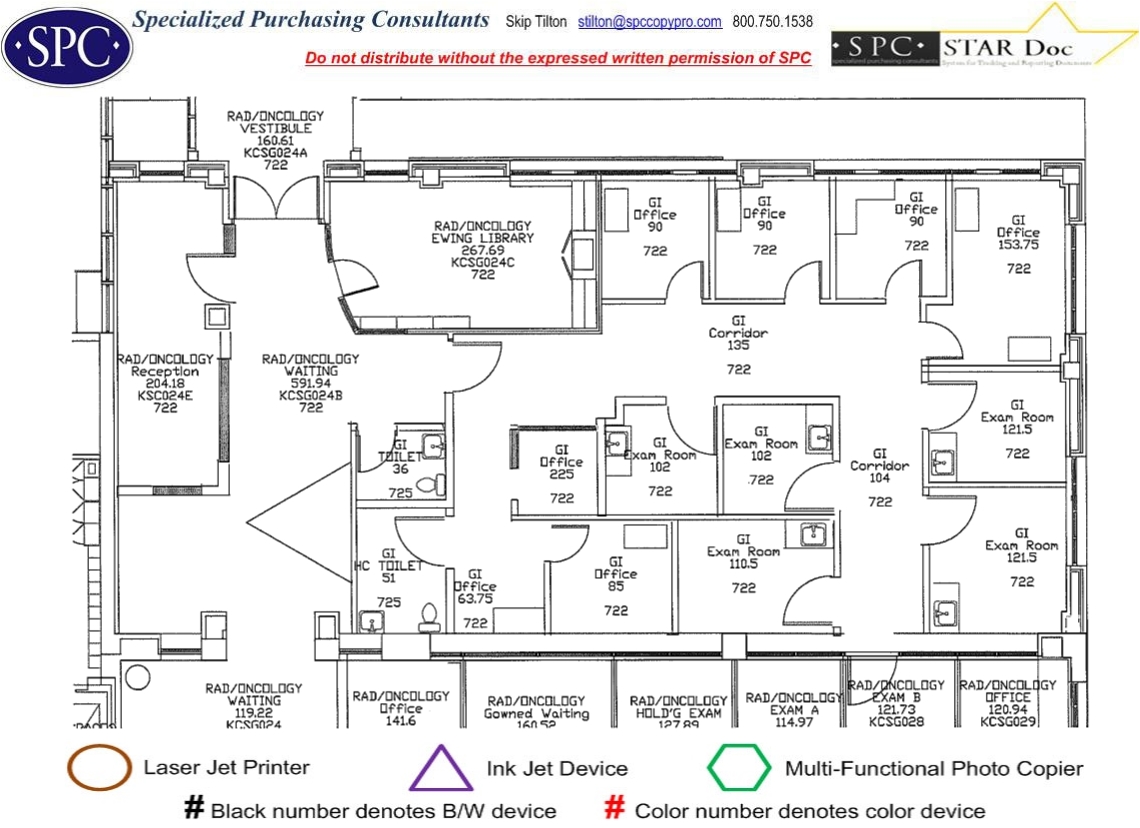 Specialized Purchasing Consultants Skip Tilton stilton@spccopypro.com 800.750.1538
·SPC·
·SPC· STAR Doc
specialized purchasing consultants System for Tracking and Reporting Documents
Do not distribute without the expressed written permission of SPC
RAD/ONCOLOGY
VESTIBULE
160.61
KCSG024A
722
RAD/ONCOLOGY
EWING LIBRARY
267.69
KCSG024C
722
GI
Office
90
722
GI
Office
90
722
GI
Office
90
722
GI
Office
153.75
722
GI
Corridor
135
722
RAD/ONCOLOGY
Reception
204.18
KSC024E
722
RAD/ONCOLOGY
WAITING
591.94
KCSG024B
722
GI
TOILET
36
725
GI
Office
225
722
GI
Exam Room
102
722
GI
Exam Room
102
722
GI
Corridor
104
722
GI
Exam Room
121.5
722
GI
HC TOILET
51
725
GI
Office
63.75
722
GI
Office
85
722
GI
Exam Room
110.5
722
GI
Exam Room
121.5
722
RAD/ONCOLOGY
WAITING
119.22
KCSG024
RAD/ONCOLOGY
Office
141.6
RAD/ONCOLOGY
Gowned Waiting
160.52
RAD/ONCOLOGY
HOLD'G EXAM
127.89
RAD/ONCOLOGY
EXAM A
114.97
RAD/ONCOLOGY
EXAM B
121.73
KCSG028
RAD/ONCOLOGY
OFFICE
120.94
KCSG029
Laser Jet Printer Ink Jet Device Multi-Functional Photo Copier
# Black number denotes B/W device # Color number denotes color device